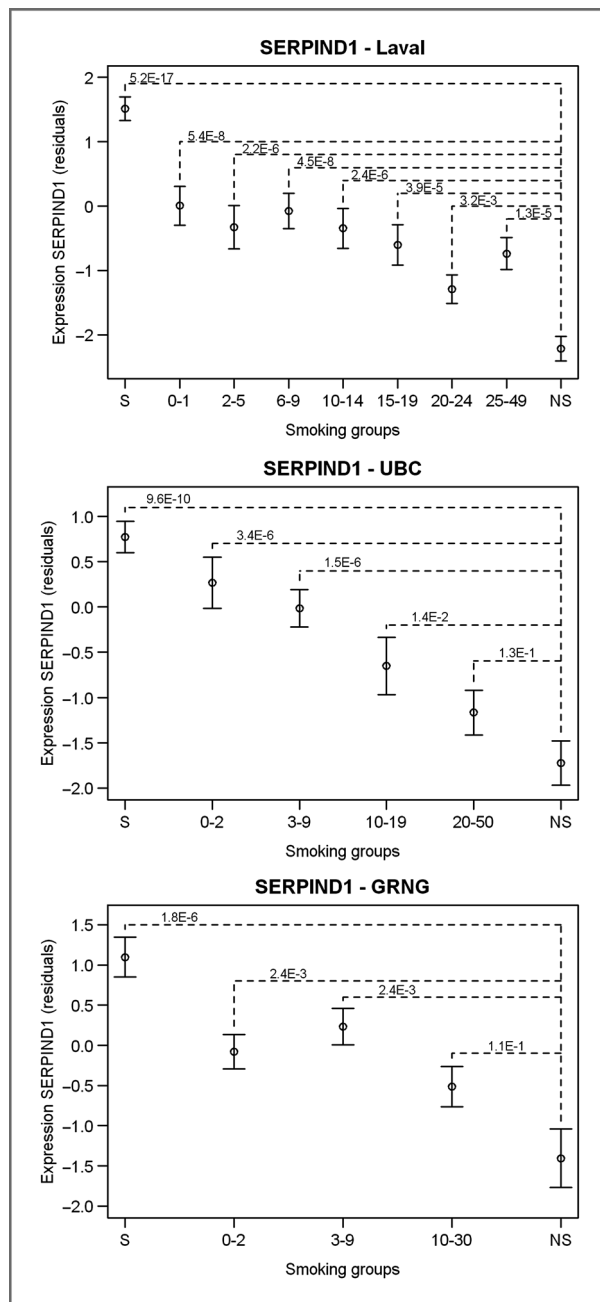 SERPIND1 - Laval
Expression SERPIND1 (residuals)
2
1
0
−1
−2
5.2E-17
5.4E-8
2.2E-6
4.5E-8
2.4E-6
3.9E-5
3.2E-3
1.3E-5
S 0-1 2-5 6-9 10-14 15-19 20-24 25-49 NS
Smoking groups
SERPIND1 - UBC
Expression SERPIND1 (residuals)
1.0
0.5
0.0
−0.5
−1.0
−1.5
−2.0
9.6E-10
3.4E-6
1.5E-6
1.4E-2
1.3E-1
S 0-2 3-9 10-19 20-50 NS
Smoking groups
SERPIND1 - GRNG
Expression SERPIND1 (residuals)
1.5
1.0
0.5
0.0
−0.5
−1.0
−1.5
−2.0
1.8E-6
2.4E-3
2.4E-3
1.1E-1
S 0-2 3-9 10-30 NS
Smoking groups